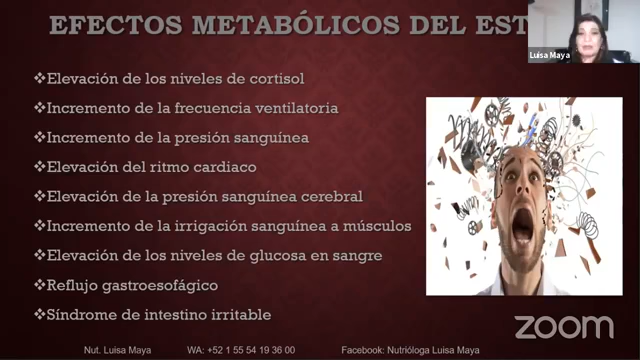 EFECTOS METABÓLICOS DEL EST
Luisa Maya
❖Elevación de los niveles de cortisol
❖Incremento de la frecuencia ventilatoria
❖Incremento de la presión sanguínea
❖Elevación del ritmo cardiaco
❖Elevación de la presión sanguínea cerebral
❖Incremento de la irrigación sanguínea a músculos
❖Elevación de los niveles de glucosa en sangre
❖Reflujo gastroesofágico
❖Síndrome de intestino irritable
zoom
Nut. Luisa Maya WA: +52 1 55 54 19 36 00 Facebook: Nutrióloga Luisa Maya